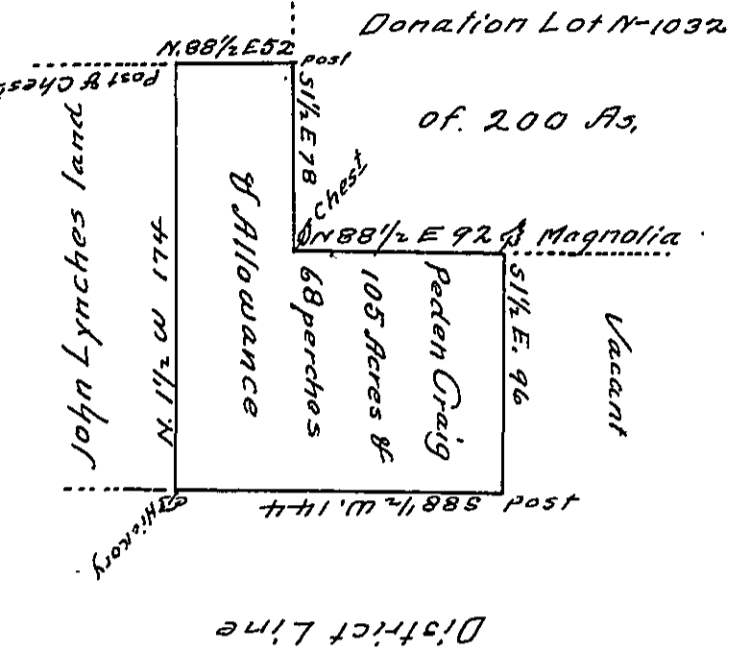 Donation Lot N-1032
of. 200 As,
N.88½E52
post
Post & Chest
S1½E78
chest
N88½E92
Magnolia
John Lynches land
N.1½W 174
Peden Craig
105 Acres &
68 perches
& Allowance
S1½E.96
Vacant
S88½W.144
post
Hickory
District Line